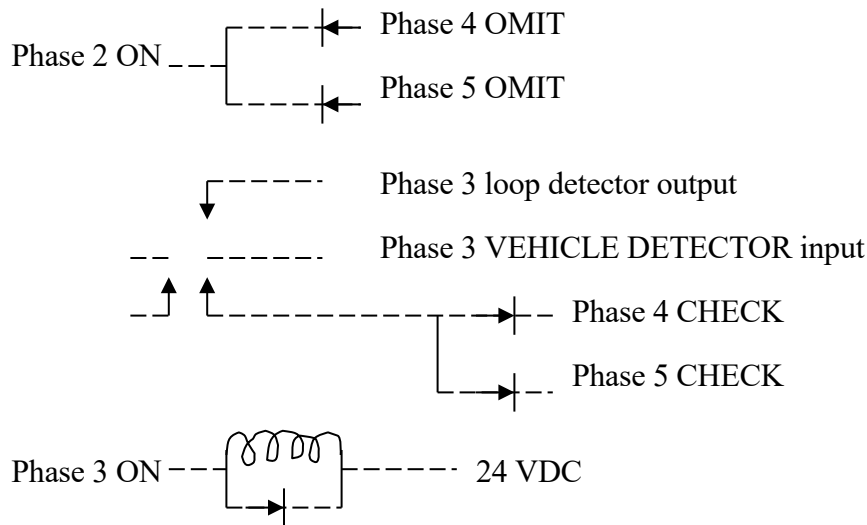 Phase 4 OMIT
Phase 2 ON
Phase 5 OMIT
Phase 3 loop detector output
Phase 3 VEHICLE DETECTOR input
Phase 4 CHECK
Phase 5 CHECK
Phase 3 ON 24 VDC